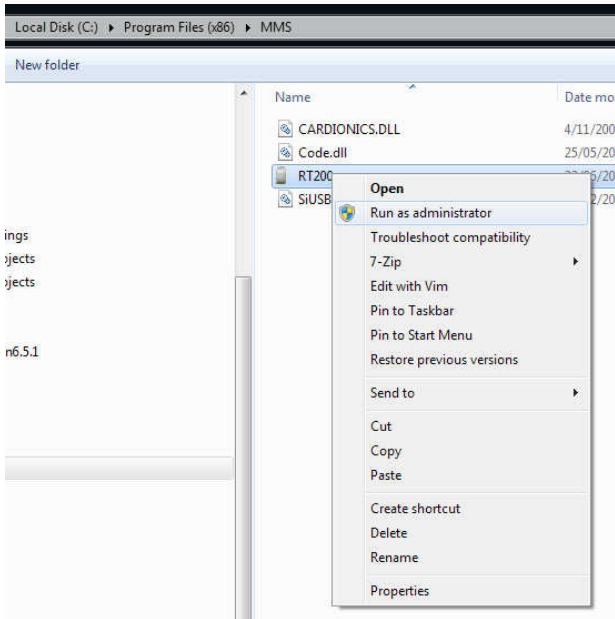 Local Disk (C:) Program Files (x86) MMS
New folder
Name Date mo
CARDIONICS.DLL 4/11/200
Code.dll 25/05/20
RT200
SiUSB 2/20
Open
Run as administrator
Troubleshoot compatibility
7-Zip
Edit with Vim
Pin to Taskbar
Pin to Start Menu
Restore previous versions
Send to
Cut
Copy
Paste
Create shortcut
Delete
Rename
Properties
ings
ojects
ojects
n6.5.1